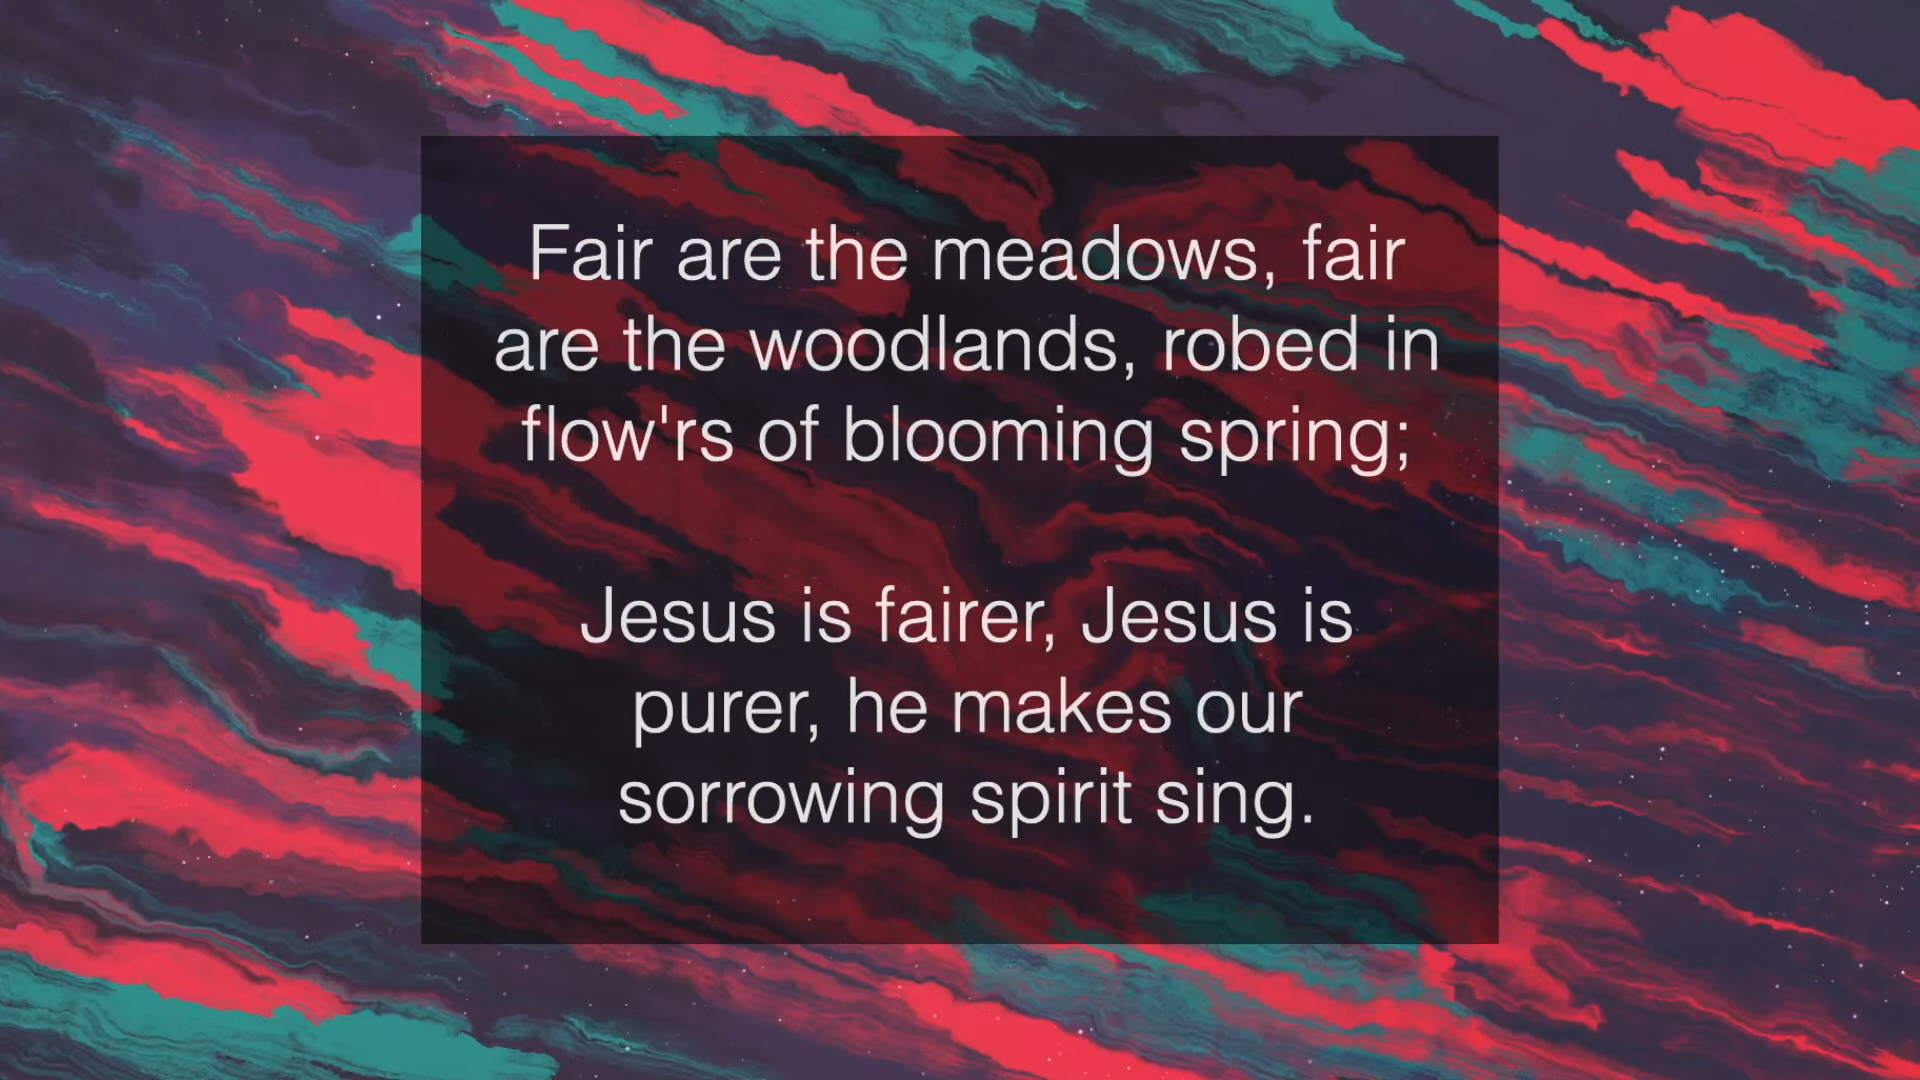 Fair are the meadows, fair
are the woodlands, robed in
flow'rs of blooming spring;
Jesus is fairer, Jesus is
purer, he makes our
sorrowing spirit sing.